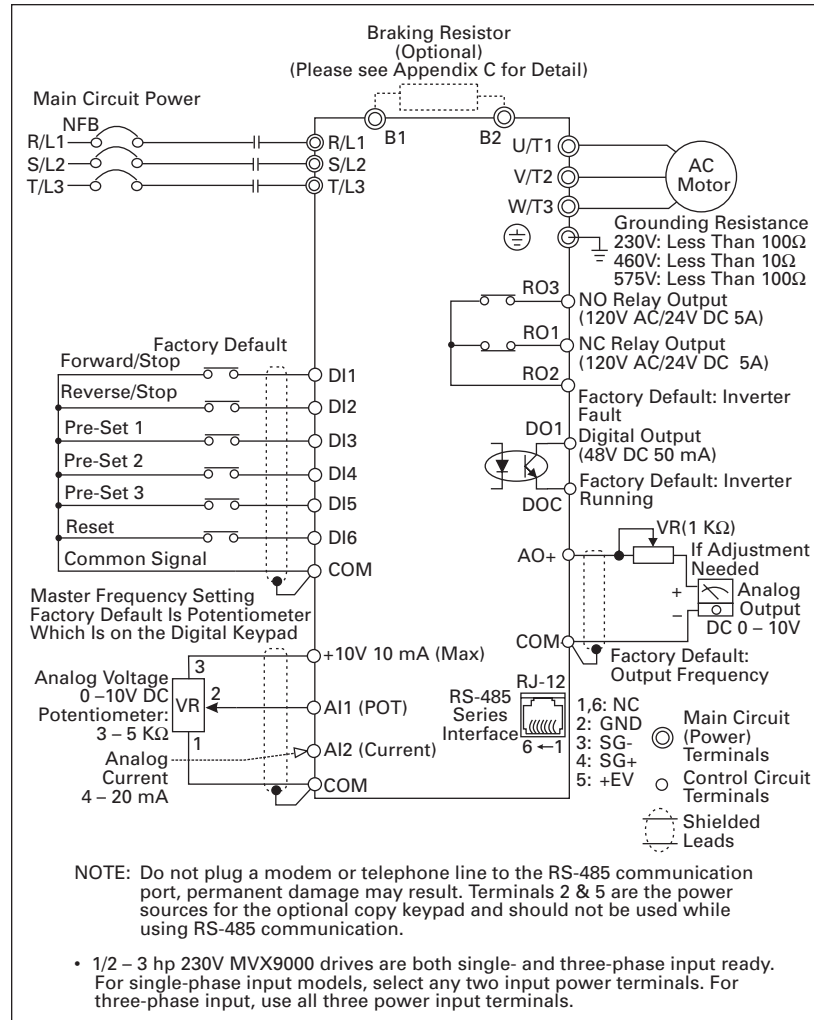 Braking Resistor
(Optional)
(Please see Appendix C for Detail)
Main Circuit Power
NFB
B1
B2
R/L1
R/L1
S/L2
S/L2
T/L3
T/L3
U/T1
V/T2
W/T3
AC
Motor
Grounding Resistance
230V: Less Than 100Ω
460V: Less Than 10Ω
575V: Less Than 100Ω
RO3
NO Relay Output
(120V AC/24V DC 5A)
RO1
NC Relay Output
(120V AC/24V DC 5A)
RO2
Factory Default: Inverter
Fault
Factory Default
Forward/Stop
DI1
Reverse/Stop
DI2
Pre-Set 1
DI3
Pre-Set 2
DI4
Pre-Set 3
DI5
Reset
DI6
Common Signal
COM
DO1
Digital Output
(48V DC 50 mA)
Factory Default: Inverter
Running
DOC
VR(1 KΩ)
AO+
If Adjustment
Needed
+
Analog
Output
–
DC 0 – 10V
COM
Factory Default:
Output Frequency
Master Frequency Setting
Factory Default Is Potentiometer
Which Is on the Digital Keypad
+10V 10 mA (Max)
3
Analog Voltage
0 –10V DC
Potentiometer:
3 – 5 KΩ
VR
2
AI1 (POT)
1
AI2 (Current)
Analog
Current
4 – 20 mA
COM
RJ-12
RS-485
Series
Interface
6 ←1
1,6: NC
2: GND
3: SG-
4: SG+
5: +EV
Main Circuit
(Power)
Terminals
Control Circuit
Terminals
Shielded
Leads
NOTE: Do not plug a modem or telephone line to the RS-485 communication
port, permanent damage may result. Terminals 2 & 5 are the power
sources for the optional copy keypad and should not be used while
using RS-485 communication.
• 1/2 – 3 hp 230V MVX9000 drives are both single- and three-phase input ready.
For single-phase input models, select any two input power terminals. For
three-phase input, use all three power input terminals.